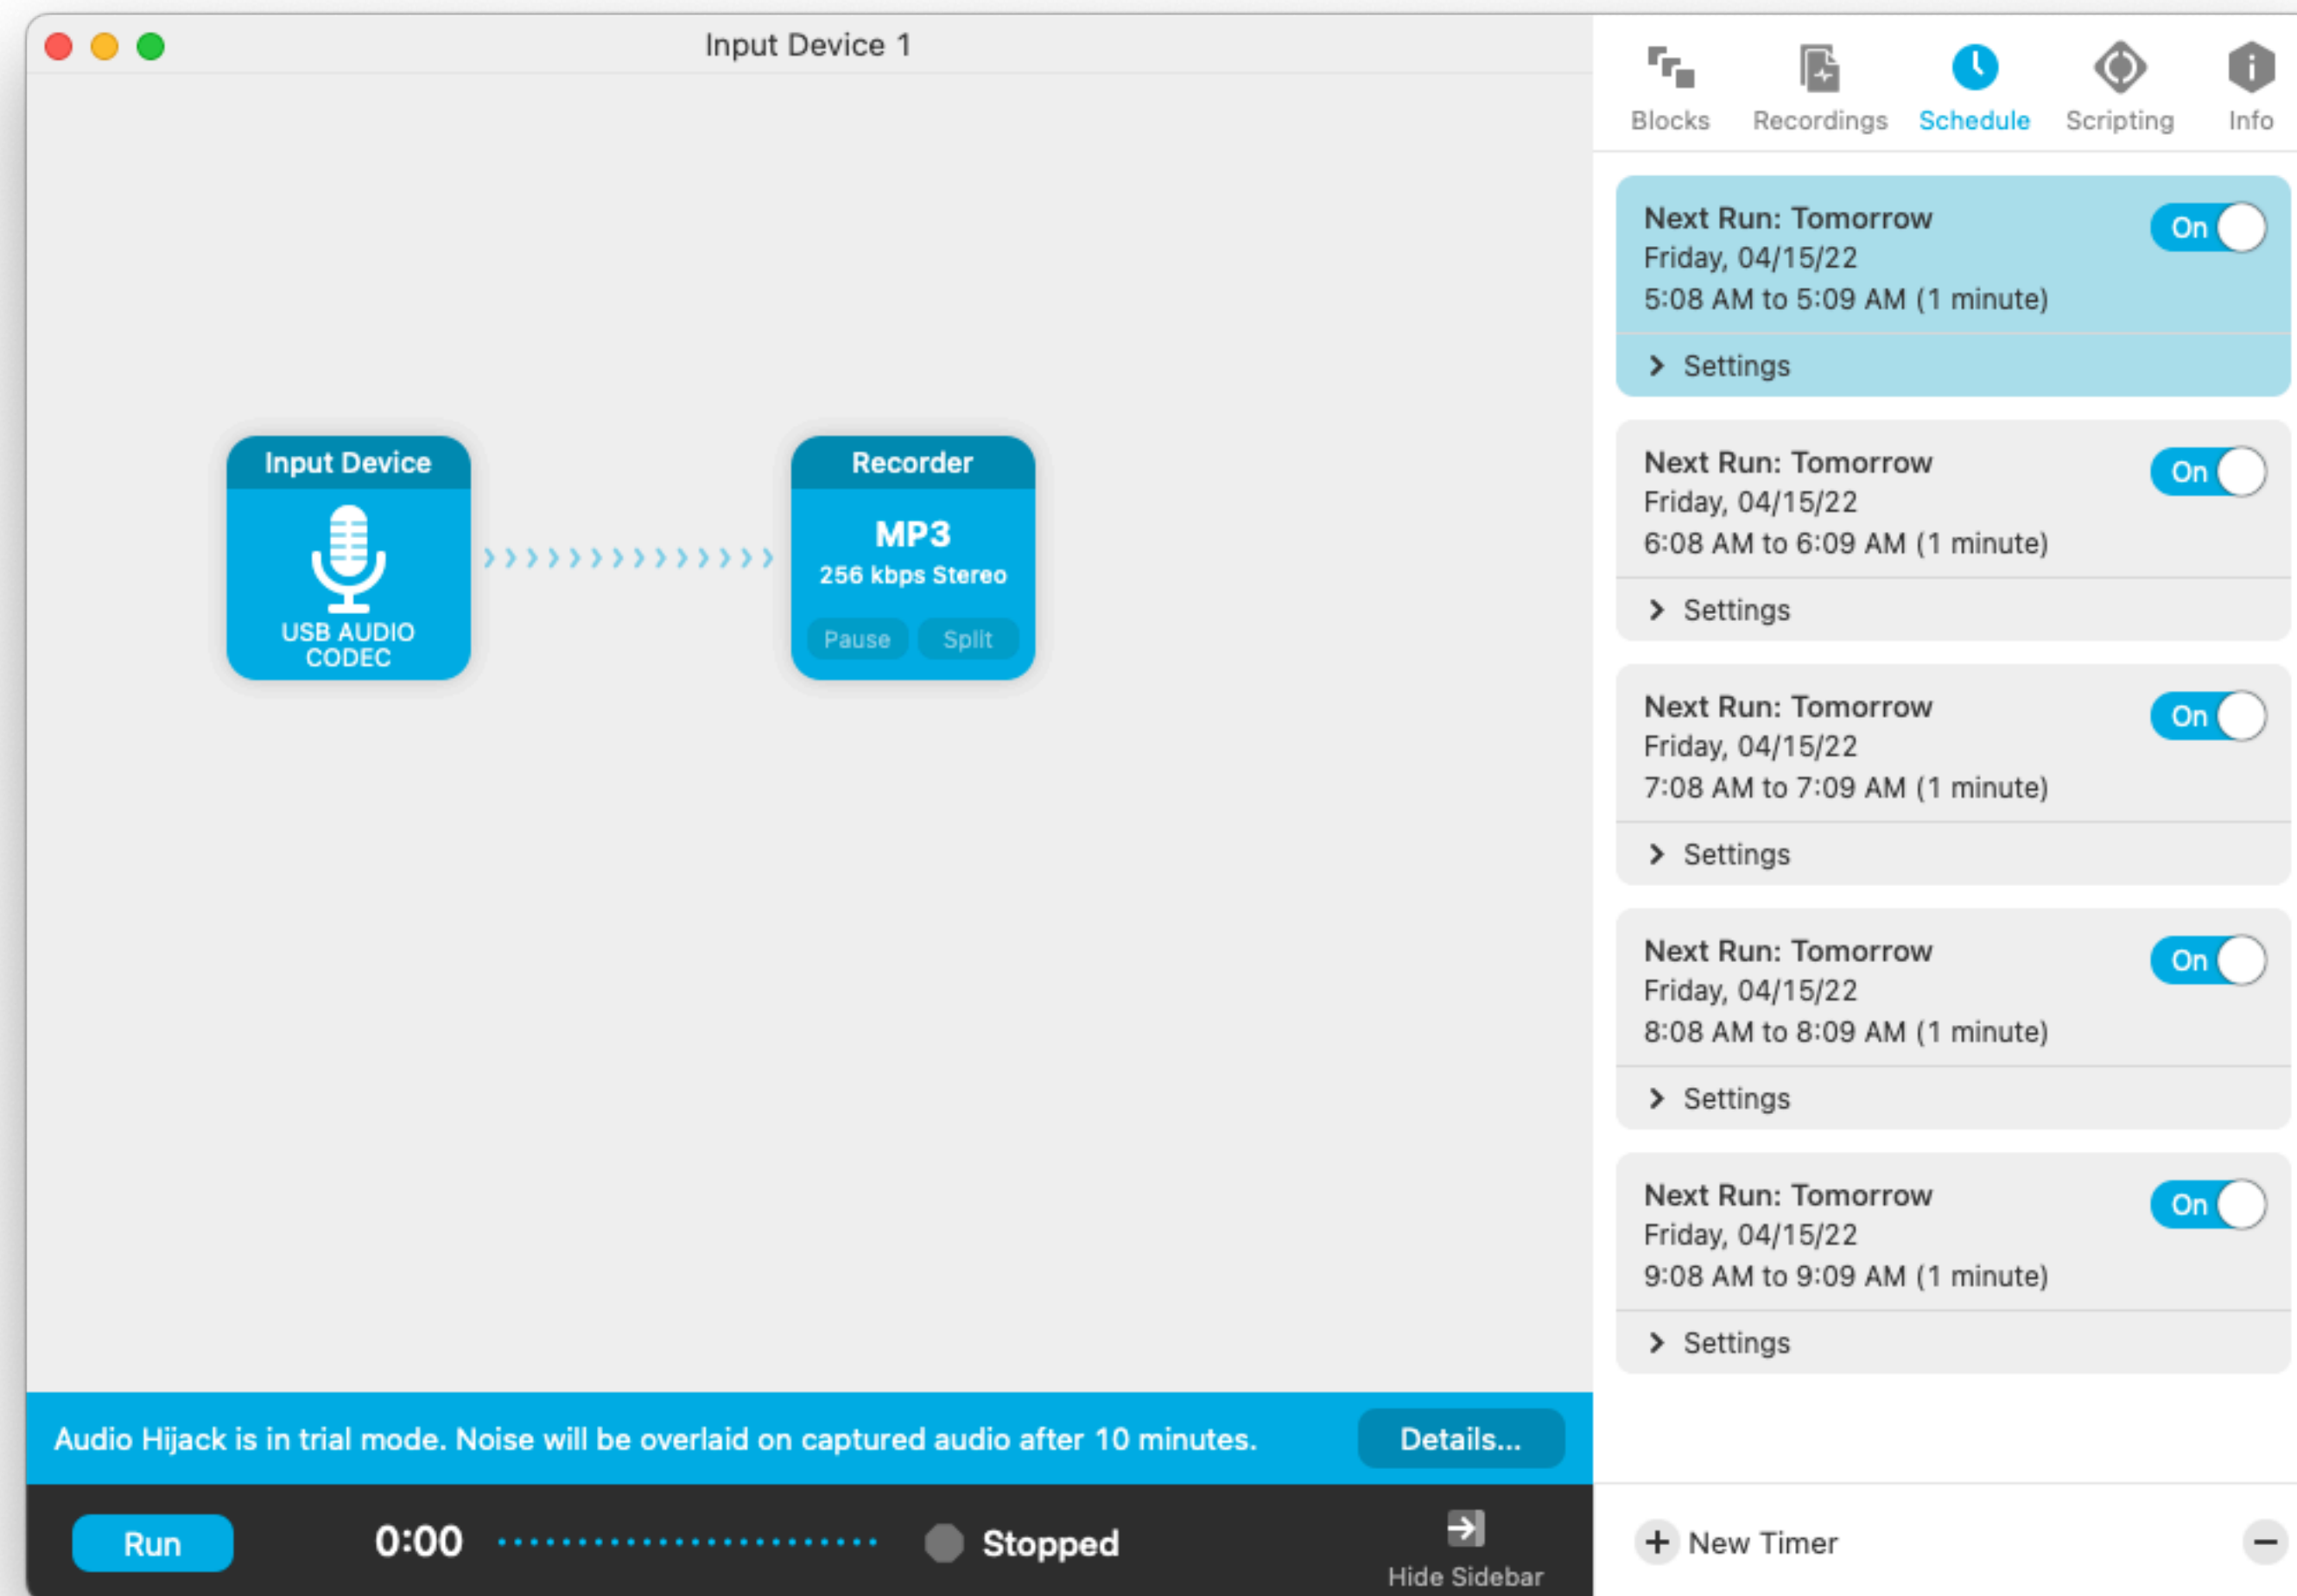 Input Device 1
Blocks
Recordings
Schedule
Scripting
Info
Input Device
USB AUDIO
CODEC
Recorder
MP3
256 kbps Stereo
Pause
Split
Next Run: Tomorrow
On
Friday, 04/15/22
5:08 AM to 5:09 AM (1 minute)
Settings
Next Run: Tomorrow
On
Friday, 04/15/22
6:08 AM to 6:09 AM (1 minute)
Settings
Next Run: Tomorrow
On
Friday, 04/15/22
7:08 AM to 7:09 AM (1 minute)
Settings
Next Run: Tomorrow
On
Friday, 04/15/22
8:08 AM to 8:09 AM (1 minute)
Settings
Next Run: Tomorrow
On
Friday, 04/15/22
9:08 AM to 9:09 AM (1 minute)
Settings
Audio Hijack is in trial mode. Noise will be overlaid on captured audio after 10 minutes.
Details...
Run
0:00
Stopped
Hide Sidebar
New Timer